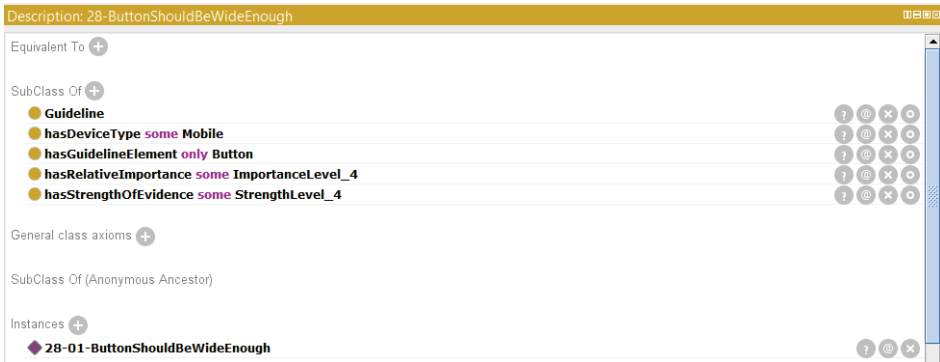 Description: 28-ButtonShouldBeWideEnough
Equivalent To
SubClass Of
Guideline
hasDeviceType some Mobile
hasGuidelineElement only Button
hasRelativeImportance some ImportanceLevel_4
hasStrengthOfEvidence some StrengthLevel_4
General class axioms
SubClass Of (Anonymous Ancestor)
Instances
28-01-ButtonShouldBeWideEnough